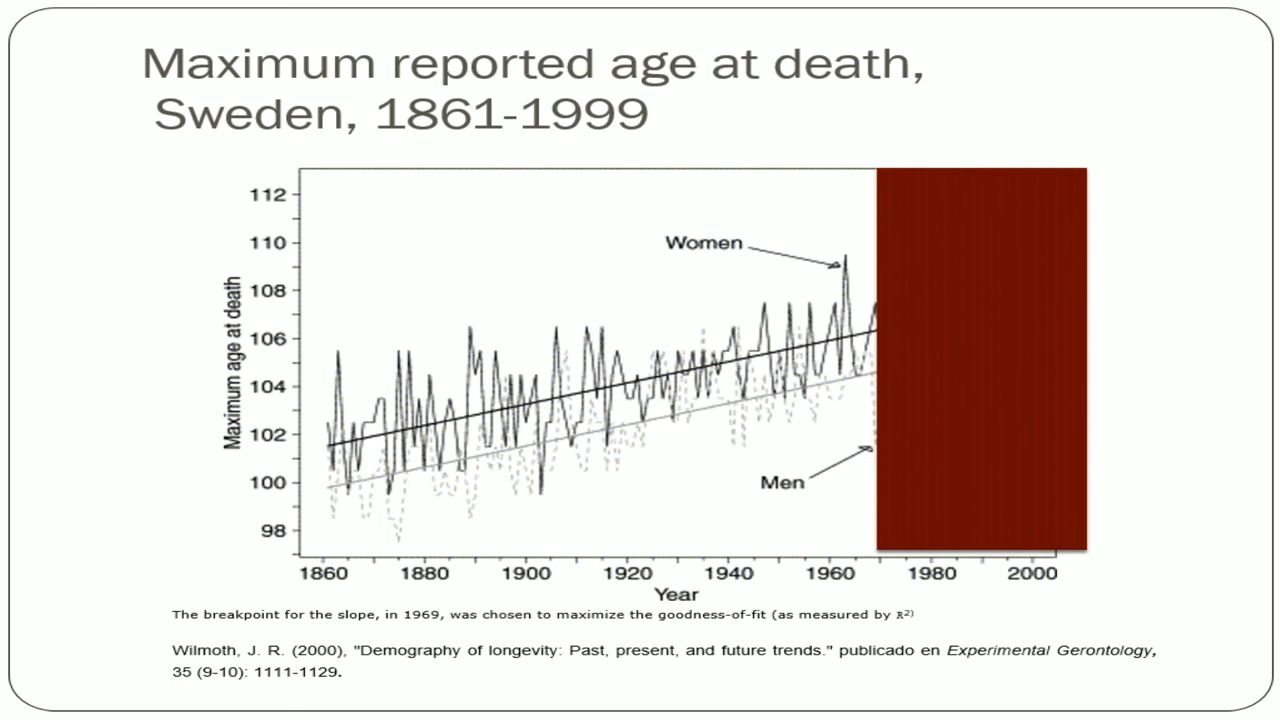 Maximum reported age at death,
Sweden, 1861-1999
112
110
108
106
104
102
100
98
Maximum age at death
Women
Men
1860 1880 1900 1920 1940 1960 1980 2000
Year
The breakpoint for the slope, in 1969, was chosen to maximize the goodness-of-fit (as measured by R²)
Wilmoth, J. R. (2000), "Demography of longevity: Past, present, and future trends." publicado en Experimental Gerontology,
35 (9-10): 1111-1129.